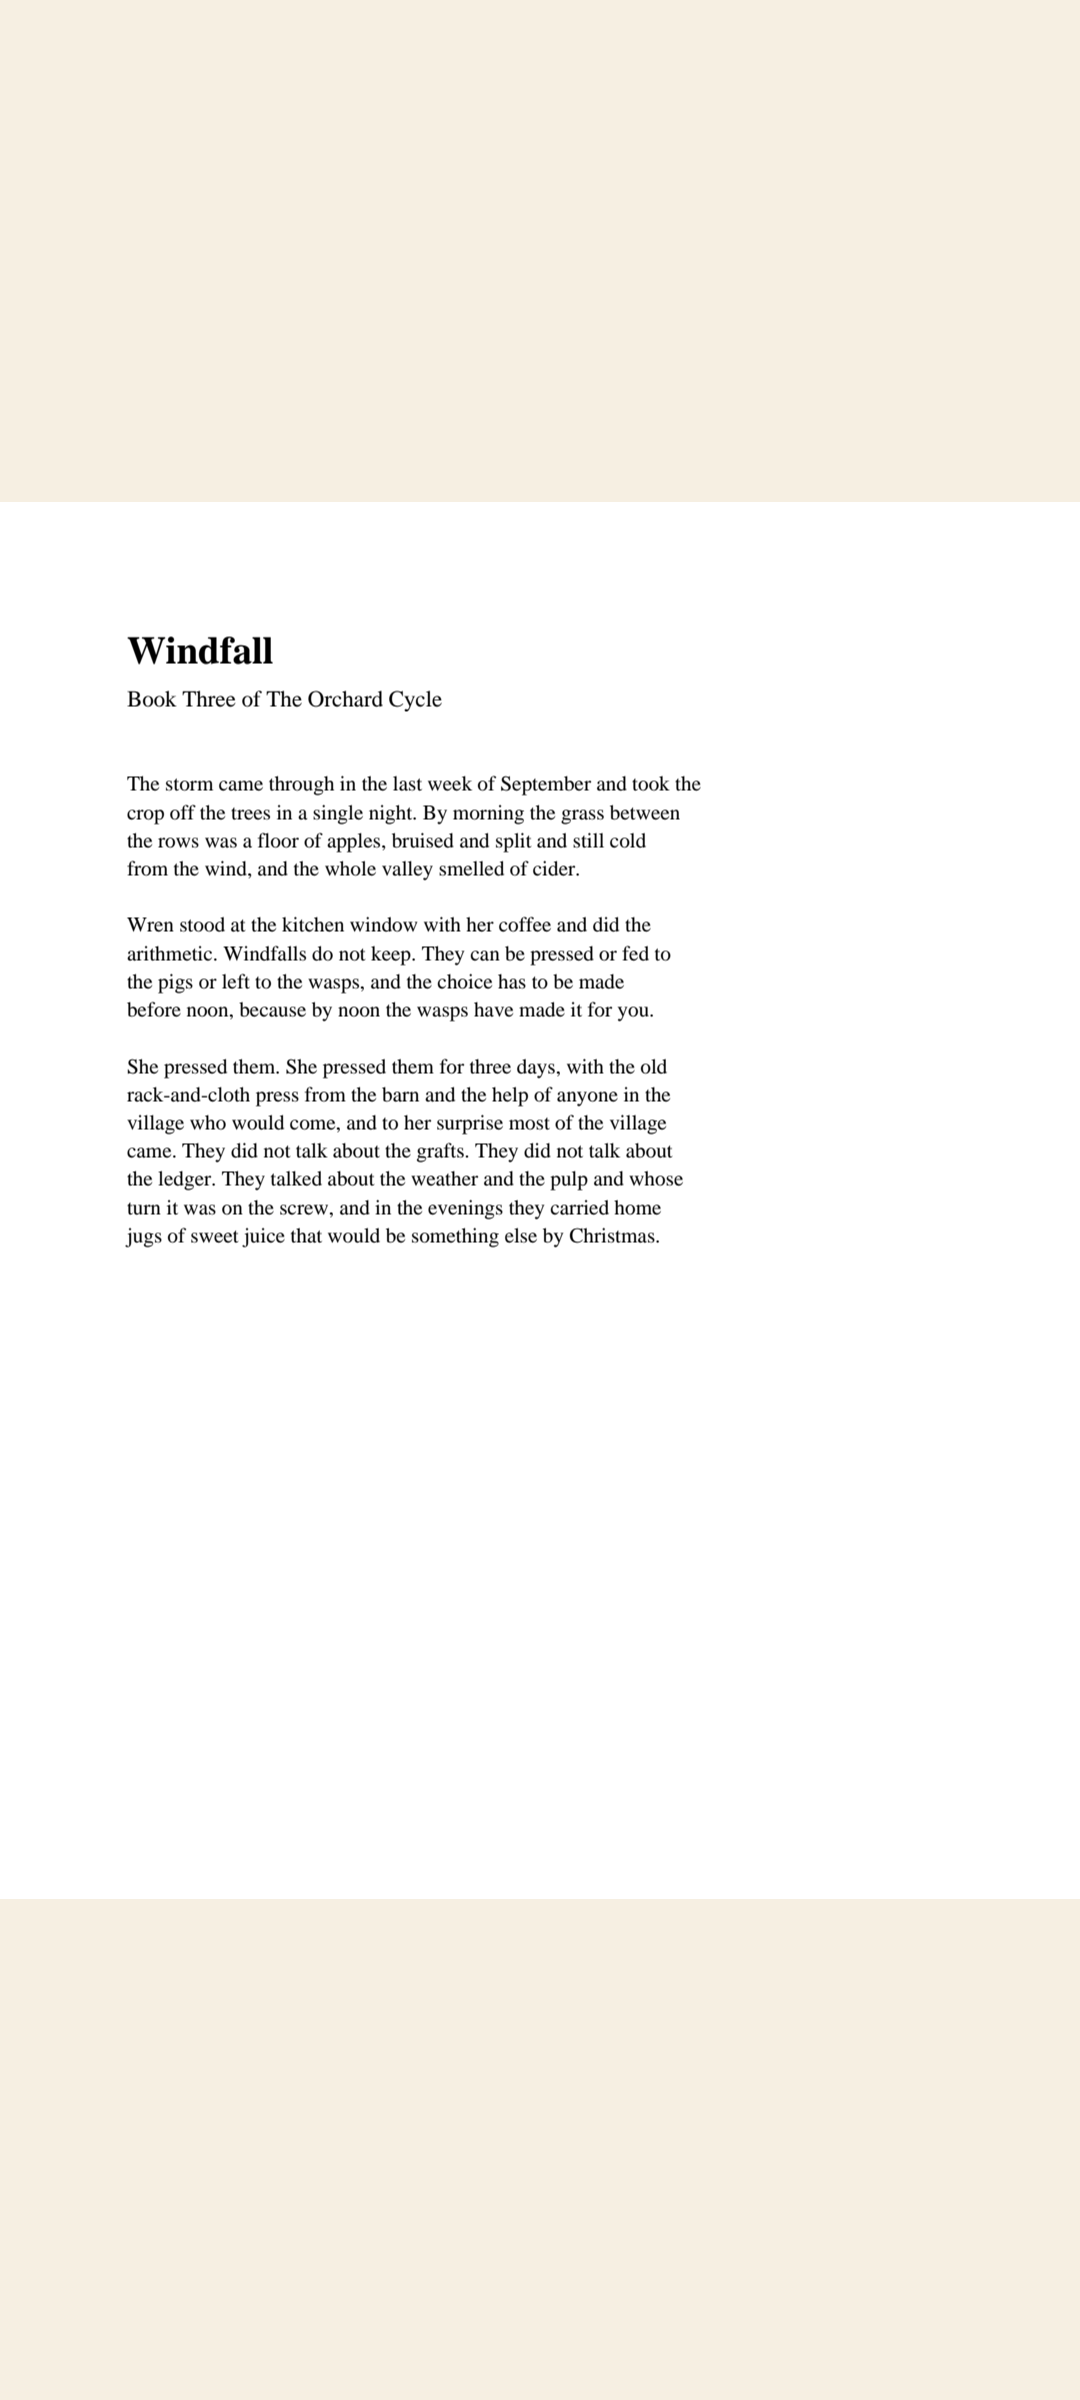 Windfall
Book Three of The Orchard Cycle
The storm came through in the last week of September and took the
crop off the trees in a single night. By morning the grass between
the rows was a floor of apples, bruised and split and still cold
from the wind, and the whole valley smelled of cider.
Wren stood at the kitchen window with her coffee and did the
arithmetic. Windfalls do not keep. They can be pressed or fed to
the pigs or left to the wasps, and the choice has to be made
before noon, because by noon the wasps have made it for you.
She pressed them. She pressed them for three days, with the old
rack-and-cloth press from the barn and the help of anyone in the
village who would come, and to her surprise most of the village
came. They did not talk about the grafts. They did not talk about
the ledger. They talked about the weather and the pulp and whose
turn it was on the screw, and in the evenings they carried home
jugs of sweet juice that would be something else by Christmas.